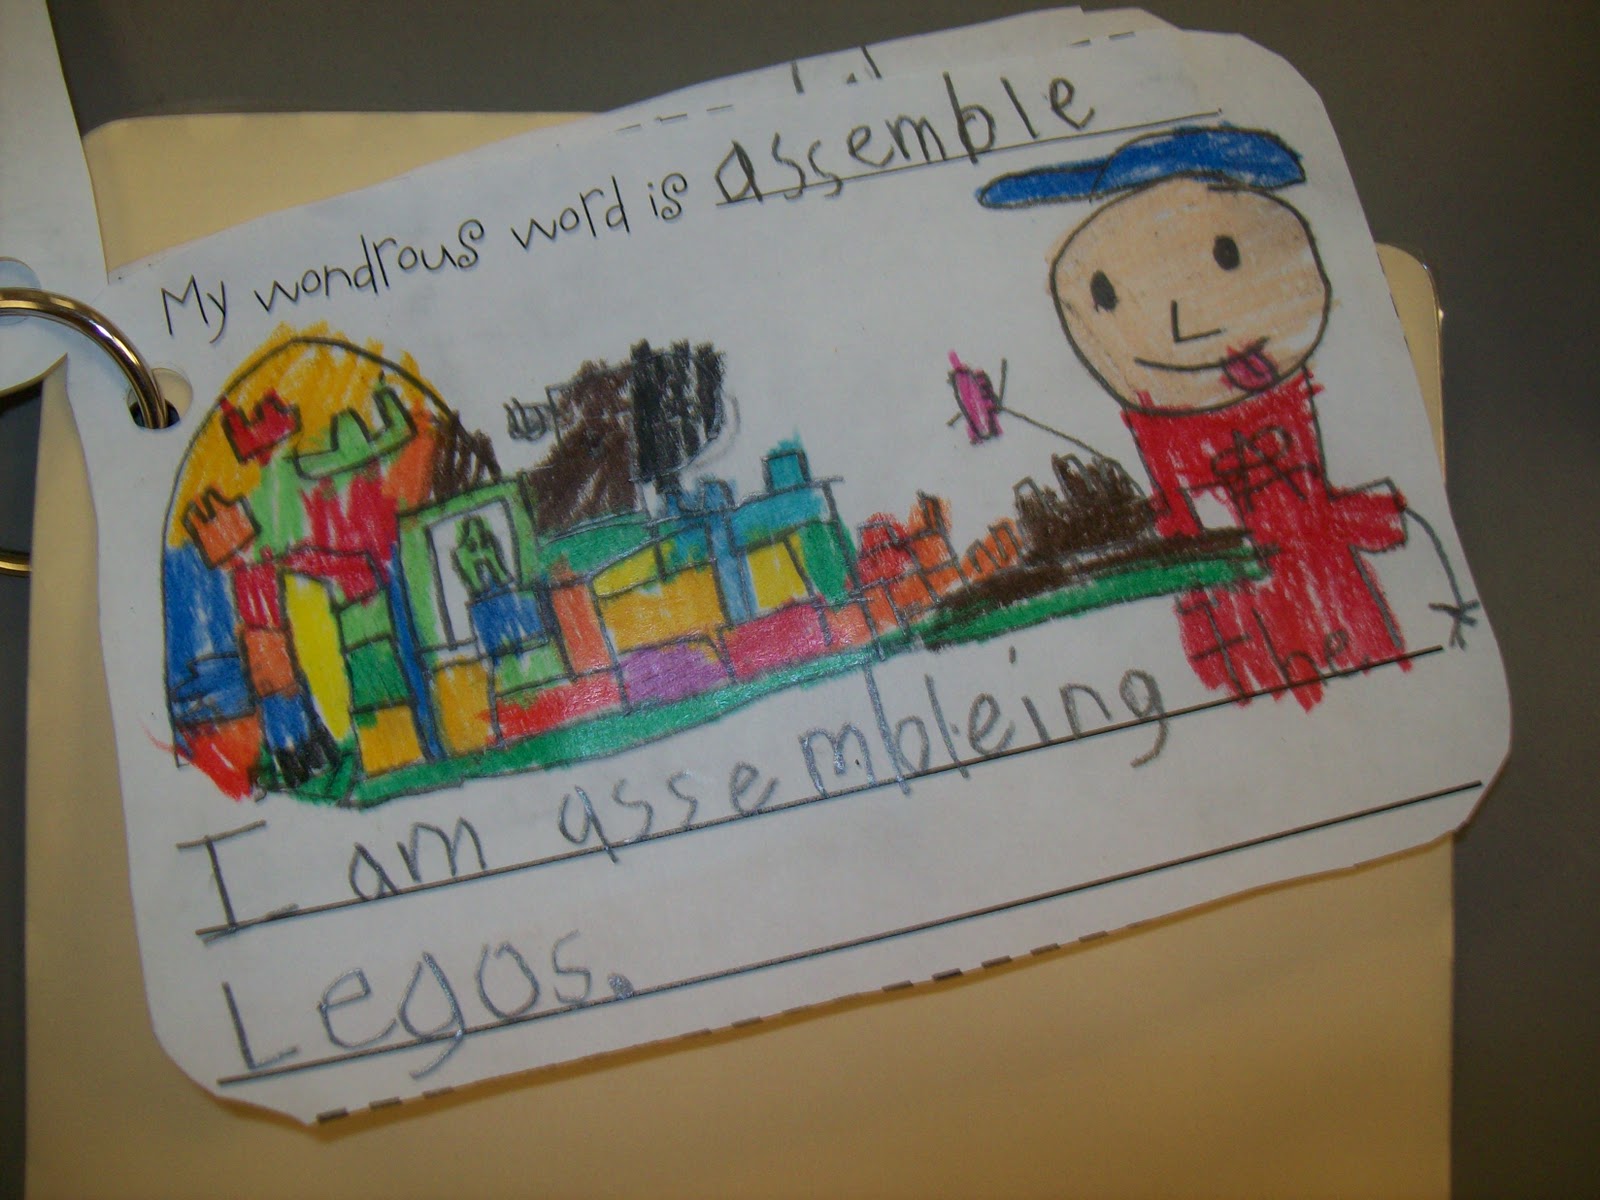 My wondrous word is assemble
I am assembleing the
Legos.